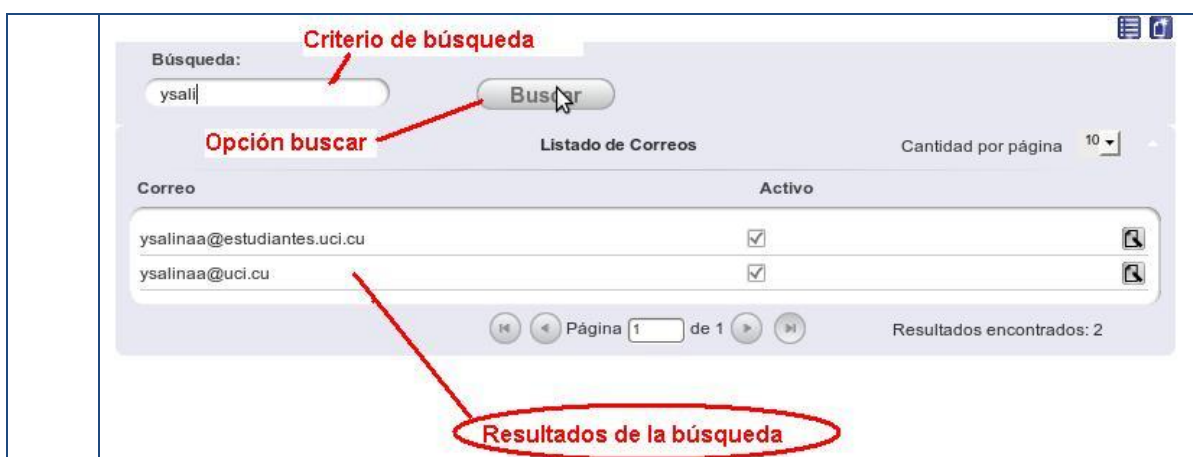 Criterio de búsqueda
Búsqueda:
ysali
Buscar
Opción buscar
Listado de Correos
Cantidad por página 10
Correo Activo
ysalinaa@estudiantes.uci.cu
ysalinaa@uci.cu
Página 1 de 1
Resultados encontrados: 2
Resultados de la búsqueda